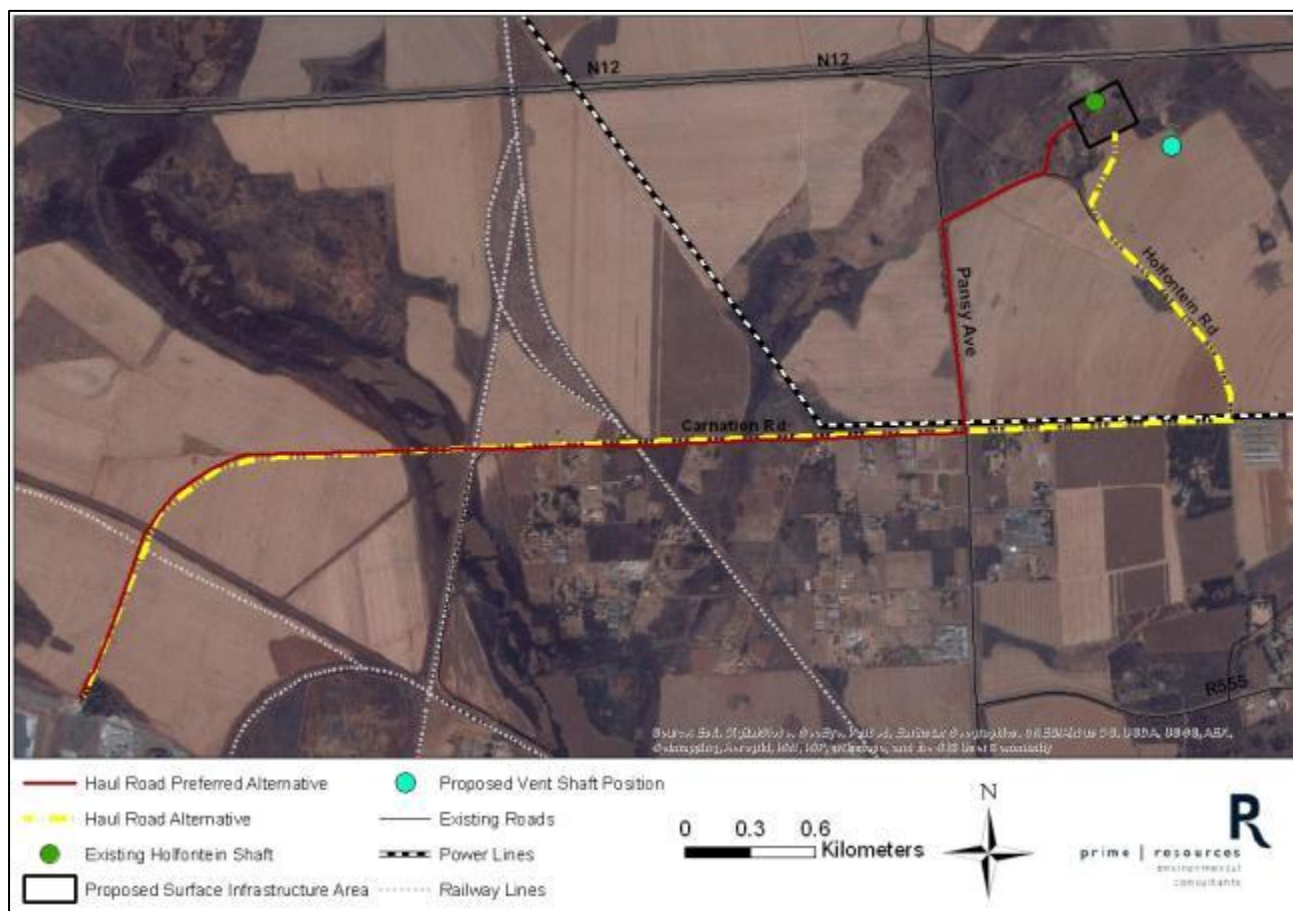 N12
N12
Pansy Ave
Holfontein Rd
Carnation Rd
R555
Haul Road Preferred Alternative
Haul Road Alternative
Existing Holfontein Shaft
Proposed Surface Infrastructure Area
Proposed Vent Shaft Position
Existing Roads
Power Lines
Railway Lines
0 0.3 0.6
Kilometers
N
R
prime | resources
environmental
consultants